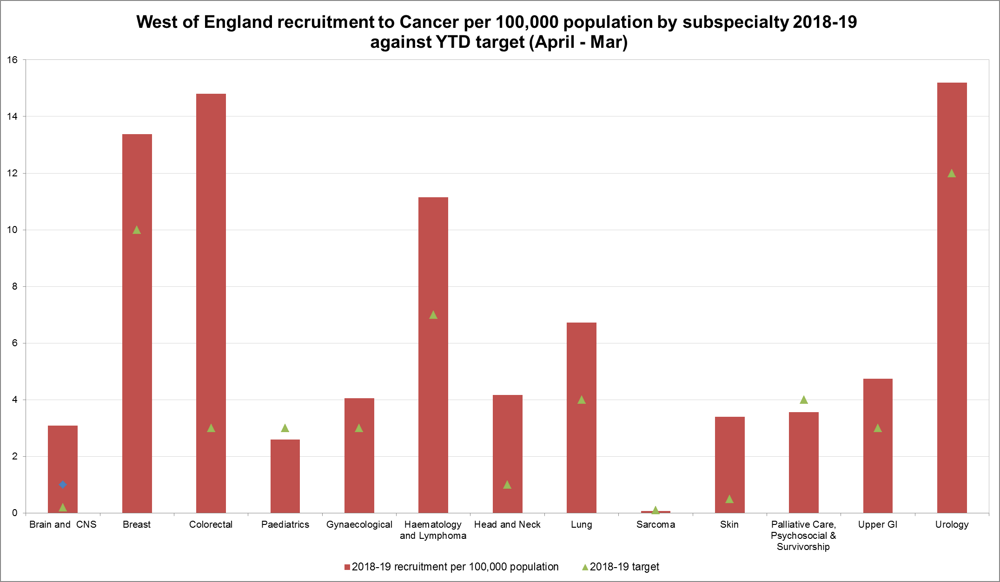 West of England recruitment to Cancer per 100,000 population by subspecialty 2018-19
against YTD target (April - Mar)
16
14
12
10
8
6
4
2
0
Brain and  CNS
Breast
Colorectal
Paediatrics
Gynaecological
Haematology
and Lymphoma
Head and Neck
Lung
Sarcoma
Skin
Palliative Care,
Psychosocial &
Survivorship
Upper GI
Urology
2018-19 recruitment per 100,000 population
2018-19 target